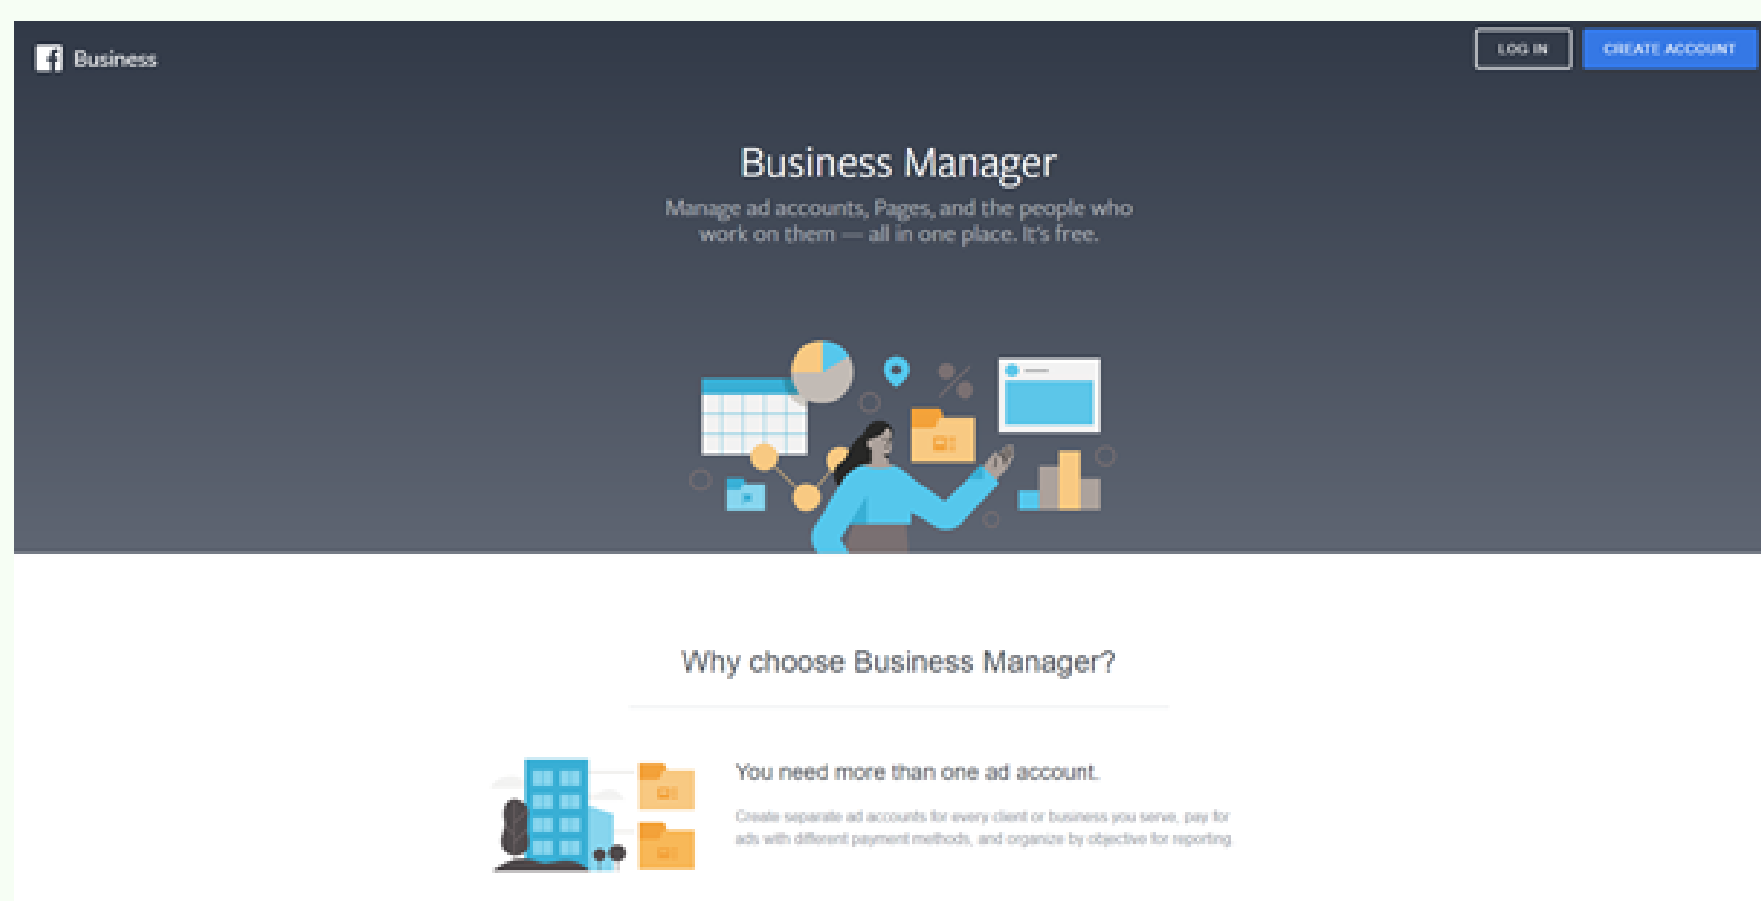 Business
LOG IN
CREATE ACCOUNT
Business Manager
Manage ad accounts, Pages, and the people who
work on them — all in one place. It's free.
Why choose Business Manager?
You need more than one ad account.
Create separate ad accounts for every client or business you serve, pay for
ads with different payment methods, and organize by objective for reporting.